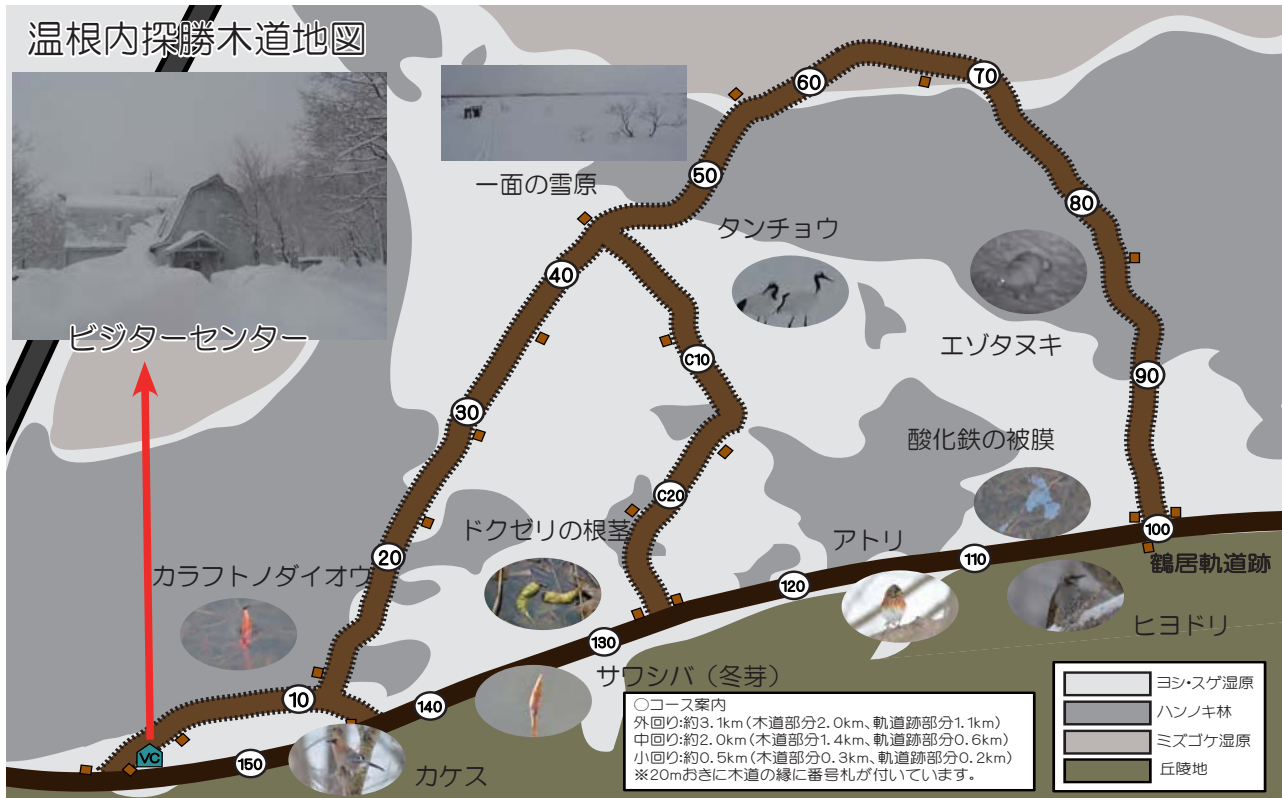 温根内探勝木道地図
ビジターセンター
一面の雪原
タンチョウ
エゾタヌキ
酸化鉄の被膜
アトリ
ヒヨドリ
鶴居軌道跡
ドクゼリの根茎
カラフトノダイオウ
サワシバ（冬芽）
カケス
VC
10
20
30
40
50
60
70
80
90
100
110
120
130
140
150
C10
C20
○コース案内
外回り:約3.1km(木道部分2.0km、軌道跡部分1.1km)
中回り:約2.0km(木道部分1.4km、軌道跡部分0.6km)
小回り:約0.5km(木道部分0.3km、軌道跡部分0.2km)
※20mおきに木道の縁に番号札が付いています。
ヨシ・スゲ湿原
ハンノキ林
ミズゴケ湿原
丘陵地